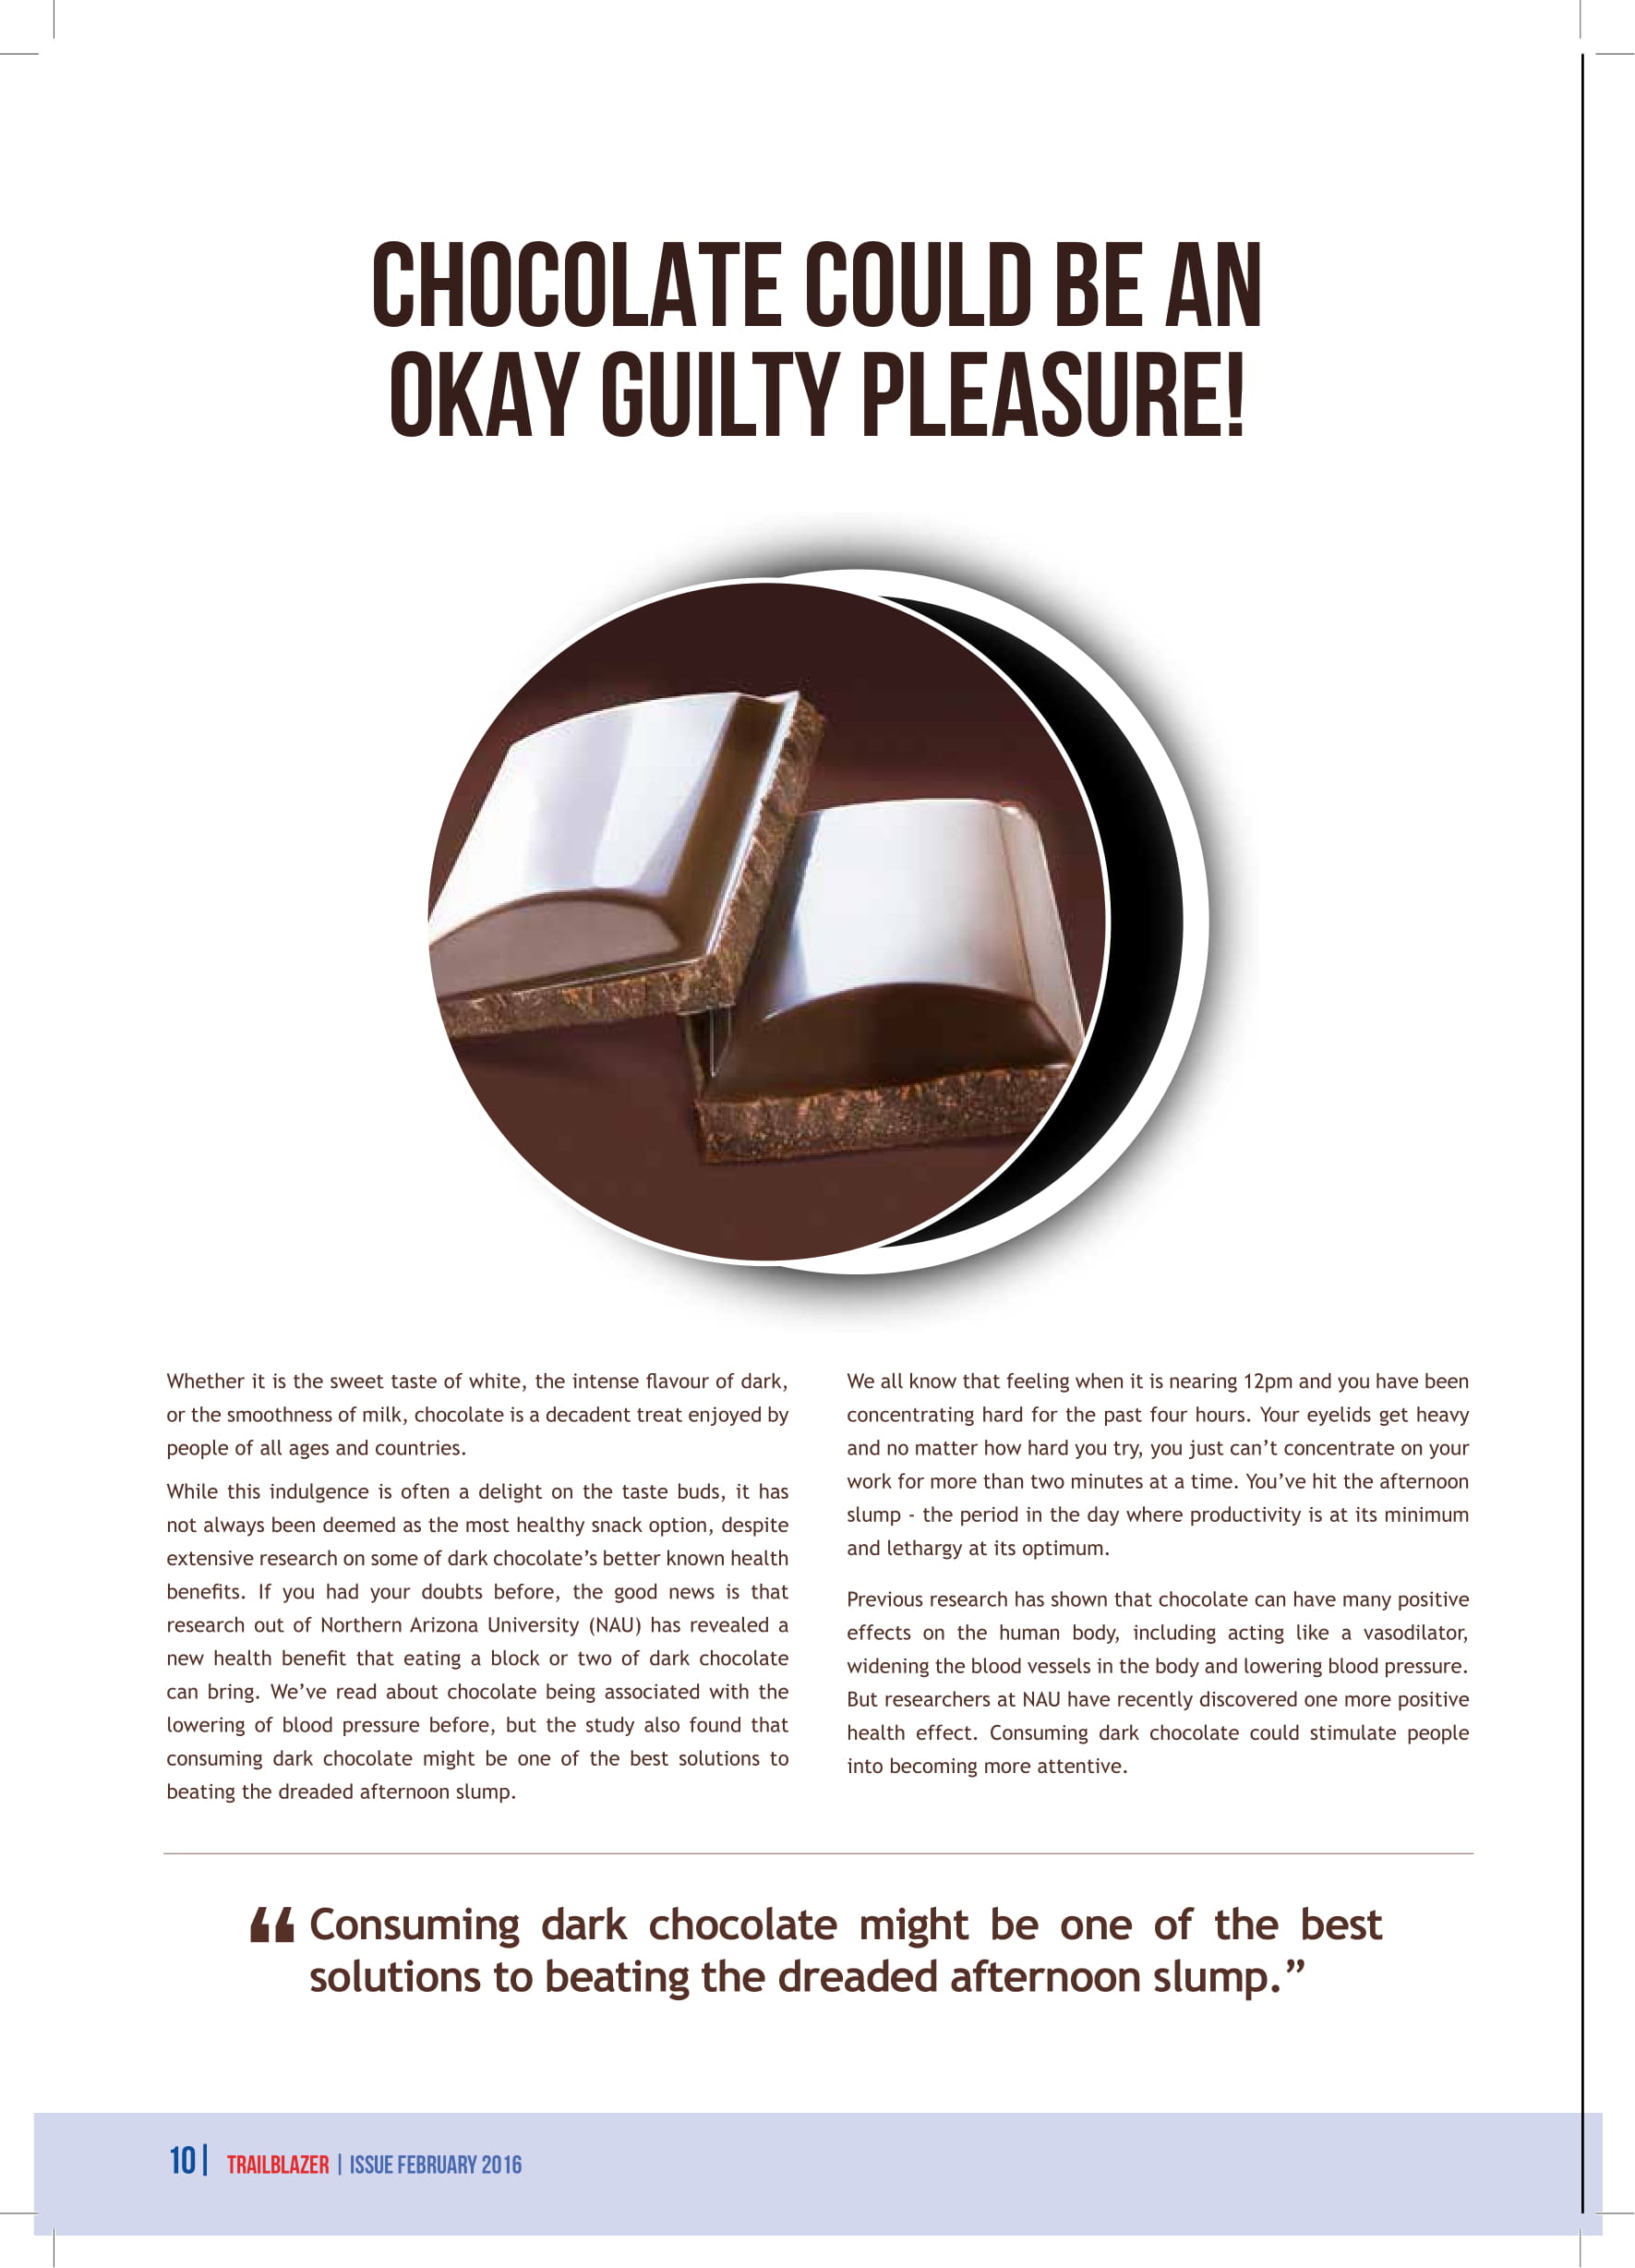 CHOCOLATE COULD BE AN
OKAY GUILTY PLEASURE!
Whether it is the sweet taste of white, the intense flavour of dark,
or the smoothness of milk, chocolate is a decadent treat enjoyed by
people of all ages and countries.
While this indulgence is often a delight on the taste buds, it has
not always been deemed as the most healthy snack option, despite
extensive research on some of dark chocolate’s better known health
benefits. If you had your doubts before, the good news is that
research out of Northern Arizona University (NAU) has revealed a
new health benefit that eating a block or two of dark chocolate
can bring. We’ve read about chocolate being associated with the
lowering of blood pressure before, but the study also found that
consuming dark chocolate might be one of the best solutions to
beating the dreaded afternoon slump.
We all know that feeling when it is nearing 12pm and you have been
concentrating hard for the past four hours. Your eyelids get heavy
and no matter how hard you try, you just can’t concentrate on your
work for more than two minutes at a time. You’ve hit the afternoon
slump - the period in the day where productivity is at its minimum
and lethargy at its optimum.
Previous research has shown that chocolate can have many positive
effects on the human body, including acting like a vasodilator,
widening the blood vessels in the body and lowering blood pressure.
But researchers at NAU have recently discovered one more positive
health effect. Consuming dark chocolate could stimulate people
into becoming more attentive.
“ Consuming dark chocolate might be one of the best
solutions to beating the dreaded afternoon slump.”
10| TRAILBLAZER | ISSUE FEBRUARY 2016